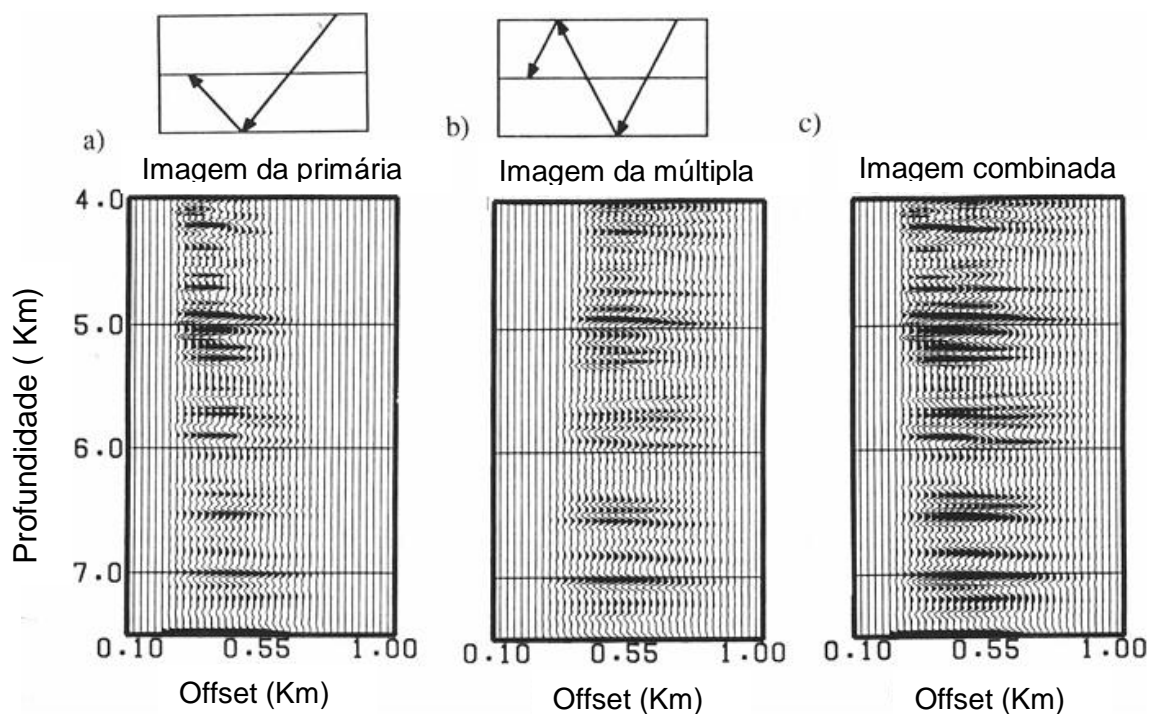 a)
b)
c)
Imagem da primária
Imagem da múltipla
Imagem combinada
Profundidade ( Km)
4.0
5.0
6.0
7.0
0.10 0.55 1.00
0.10 0.55 1.00
0.10 0.55 1.00
Offset (Km)
Offset (Km)
Offset (Km)